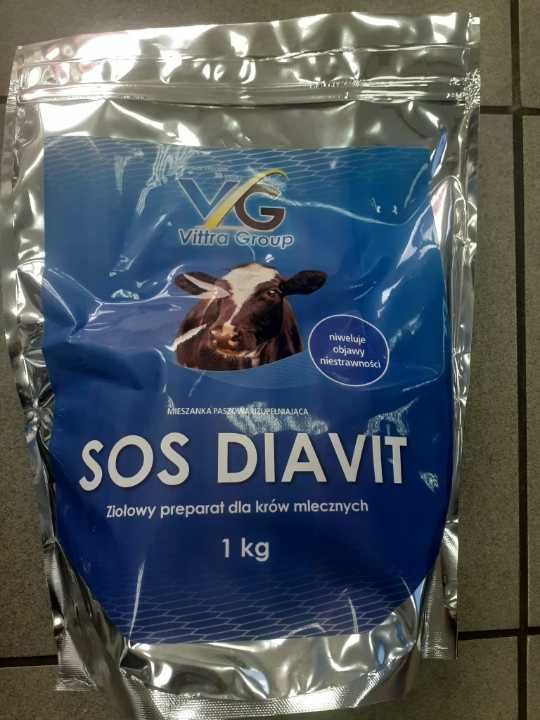 VG
Vittra Group
niweluje
objawy
niestrawności
MIESZANKA PASZOWA UZUPEŁNIAJĄCA
SOS DIAVIT
Ziołowy preparat dla krów mlecznych
1 kg